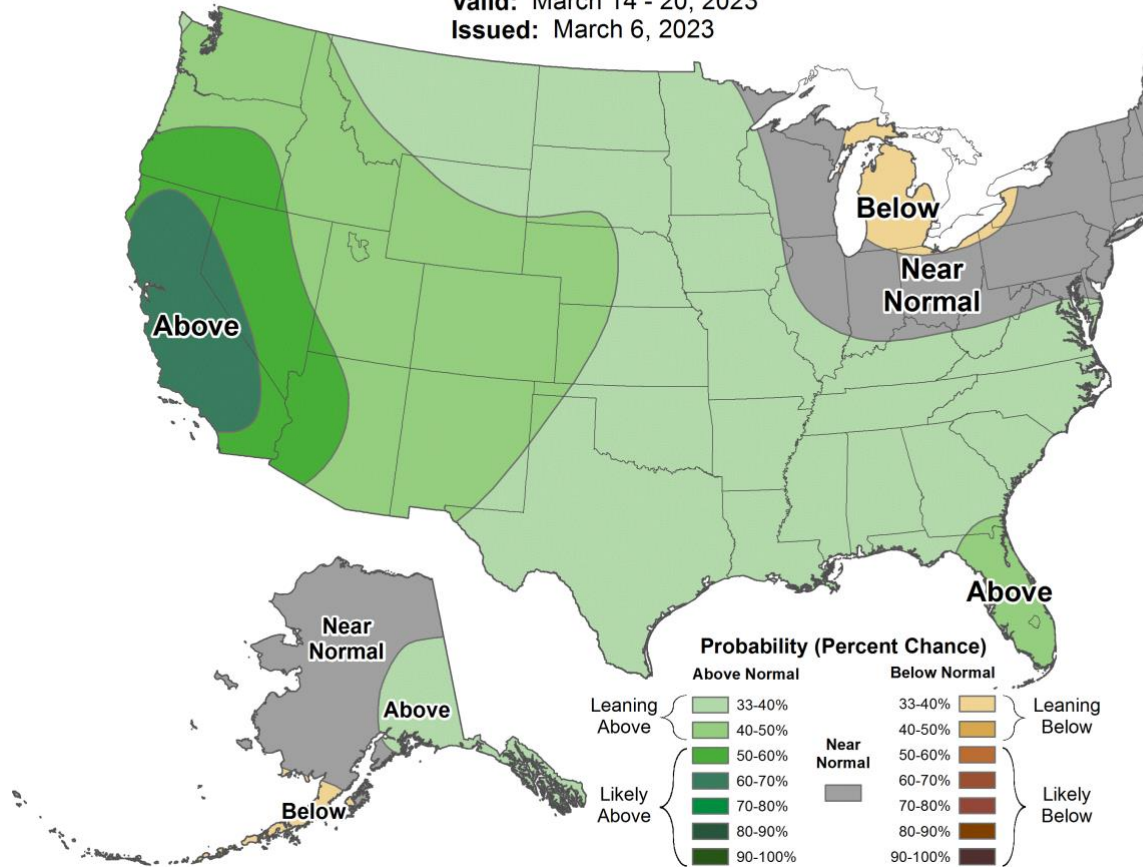 Valid: March 14 - 20, 2023
Issued: March 6, 2023
Below
Near
Normal
Above
Above
Near
Normal
Above
Below
Probability (Percent Chance)
Above Normal
Below Normal
Leaning
Above
33-40%
40-50%
Likely
Above
50-60%
60-70%
70-80%
80-90%
90-100%
Near
Normal
33-40%
40-50%
Leaning
Below
50-60%
60-70%
70-80%
80-90%
90-100%
Likely
Below